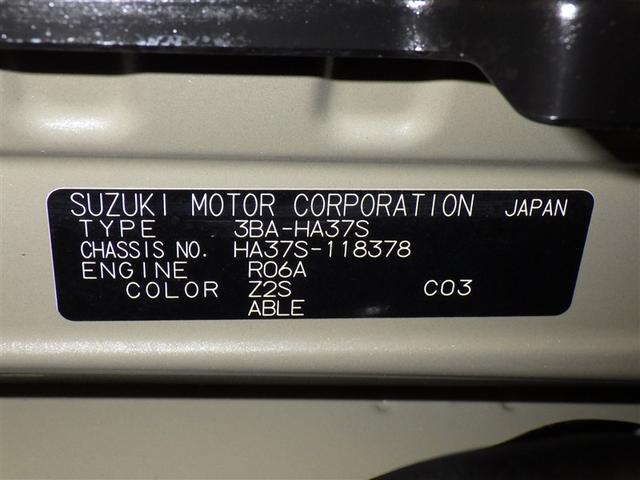 SUZUKI MOTOR CORPORATION JAPAN
TYPE 3BA-HA37S
CHASSIS NO. HA37S-118378
ENGINE R06A
COLOR Z2S C03
ABLE